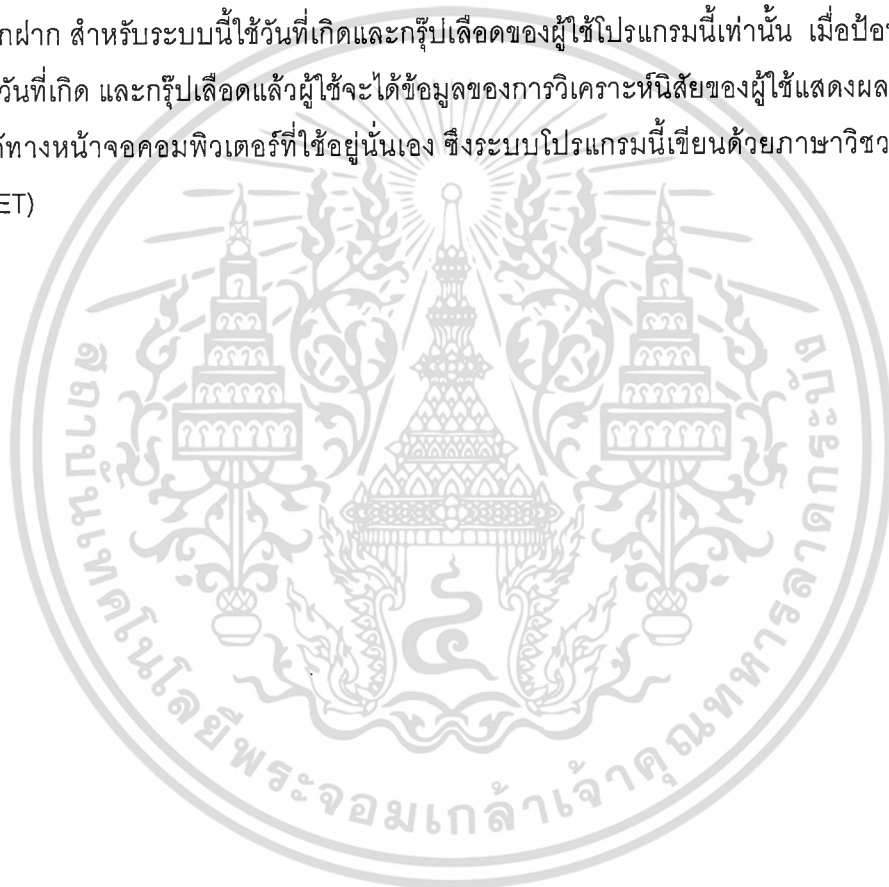 กฝาก สำหรับระบบนี้ใช้วันที่เกิดและกรุ๊ปเลือดของผู้ใช้โปรแกรมนี้เท่านั้น เมื่อป้อ
วันที่เกิด และกรุ๊ปเลือดแล้วผู้ใช้จะได้ข้อมูลของการวิเคราะห์นิสัยของผู้ใช้แสดงผล
ทางหน้าจอคอมพิวเตอร์ที่ใช้อยู่นั่นเอง ซึ่งระบบโปรแกรมนี้เขียนด้วยภาษาวิชว
ET)
สถาบันเทคโนโลยีพระจอมเกล้าเจ้าคุณทหารลาดกระบัง